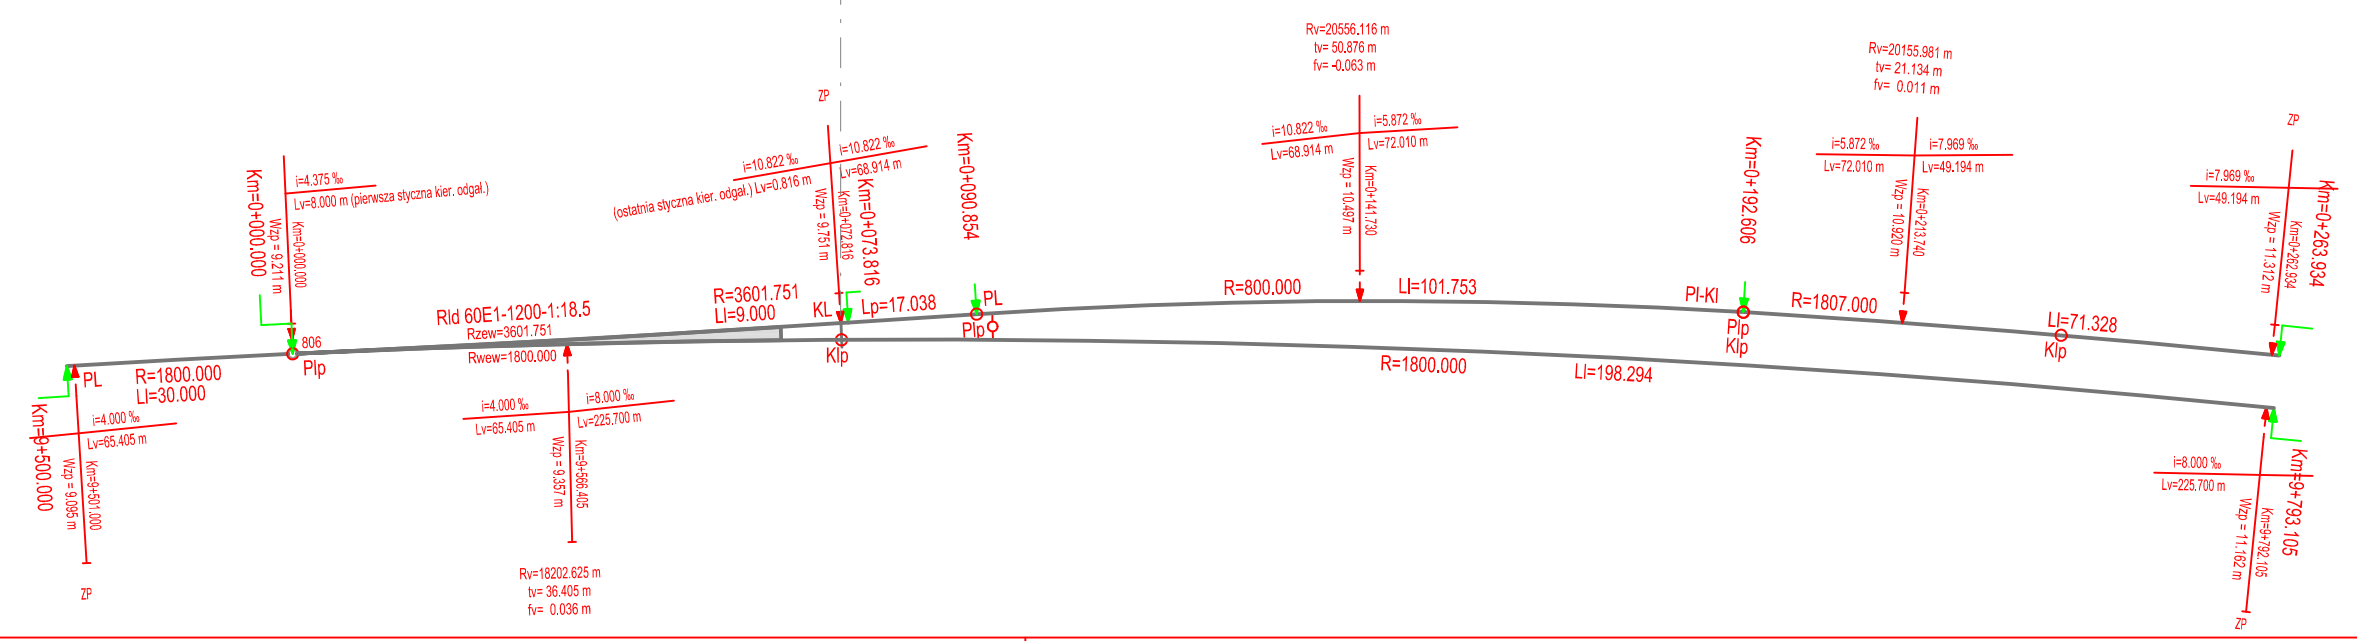 Rv=20556.116 m
tv= 50.876 m
fv= -0.063 m
Rv=20155.981 m
tv= 21.134 m
fv= 0.011 m
ZP
i=10.822 ‰
Lv=68.914 m
i=5.872 ‰
Lv=72.010 m
Wzp = 10.497 m
Km=0+141.730
i=5.872 ‰
Lv=72.010 m
i=7.969 ‰
Lv=49.194 m
Wzp = 10.920 m
Km=0+213.740
ZP
i=7.969 ‰
Lv=49.194 m
Wzp = 11.312 m
Km=0+262.934
Km=0+263.934
Km=0+000.000
i=4.375 ‰
Lv=8.000 m (pierwsza styczna kier. odgał.)
Wzp = 9.211 m
Km=0+000.000
i=10.822 ‰
(ostatnia styczna kier. odgał.) Lv=0.816 m
i=10.822 ‰
Lv=68.914 m
Wzp = 9.751 m
Km=0+072.816
Km=0+073.816
Km=0+090.854
Km=0+192.606
Rld 60E1-1200-1:18.5
Rzew=3601.751
Rwew=1800.000
R=3601.751
Ll=9.000
KL
Lp=17.038
PL
Plp
R=800.000
Ll=101.753
Pl-Kl
Plp
Klp
R=1807.000
Ll=71.328
Klp
806
Plp
Klp
PL
R=1800.000
Ll=30.000
R=1800.000
Ll=198.294
Km=9+500.000
i=4.000 ‰
Lv=65.405 m
Wzp = 9.095 m
Km=9+501.000
ZP
i=4.000 ‰
Lv=65.405 m
i=8.000 ‰
Lv=225.700 m
Wzp = 9.357 m
Km=9+566.405
Rv=18202.625 m
tv= 36.405 m
fv= 0.036 m
i=8.000 ‰
Lv=225.700 m
Wzp = 11.162 m
Km=9+792.105
Km=9+793.105
ZP